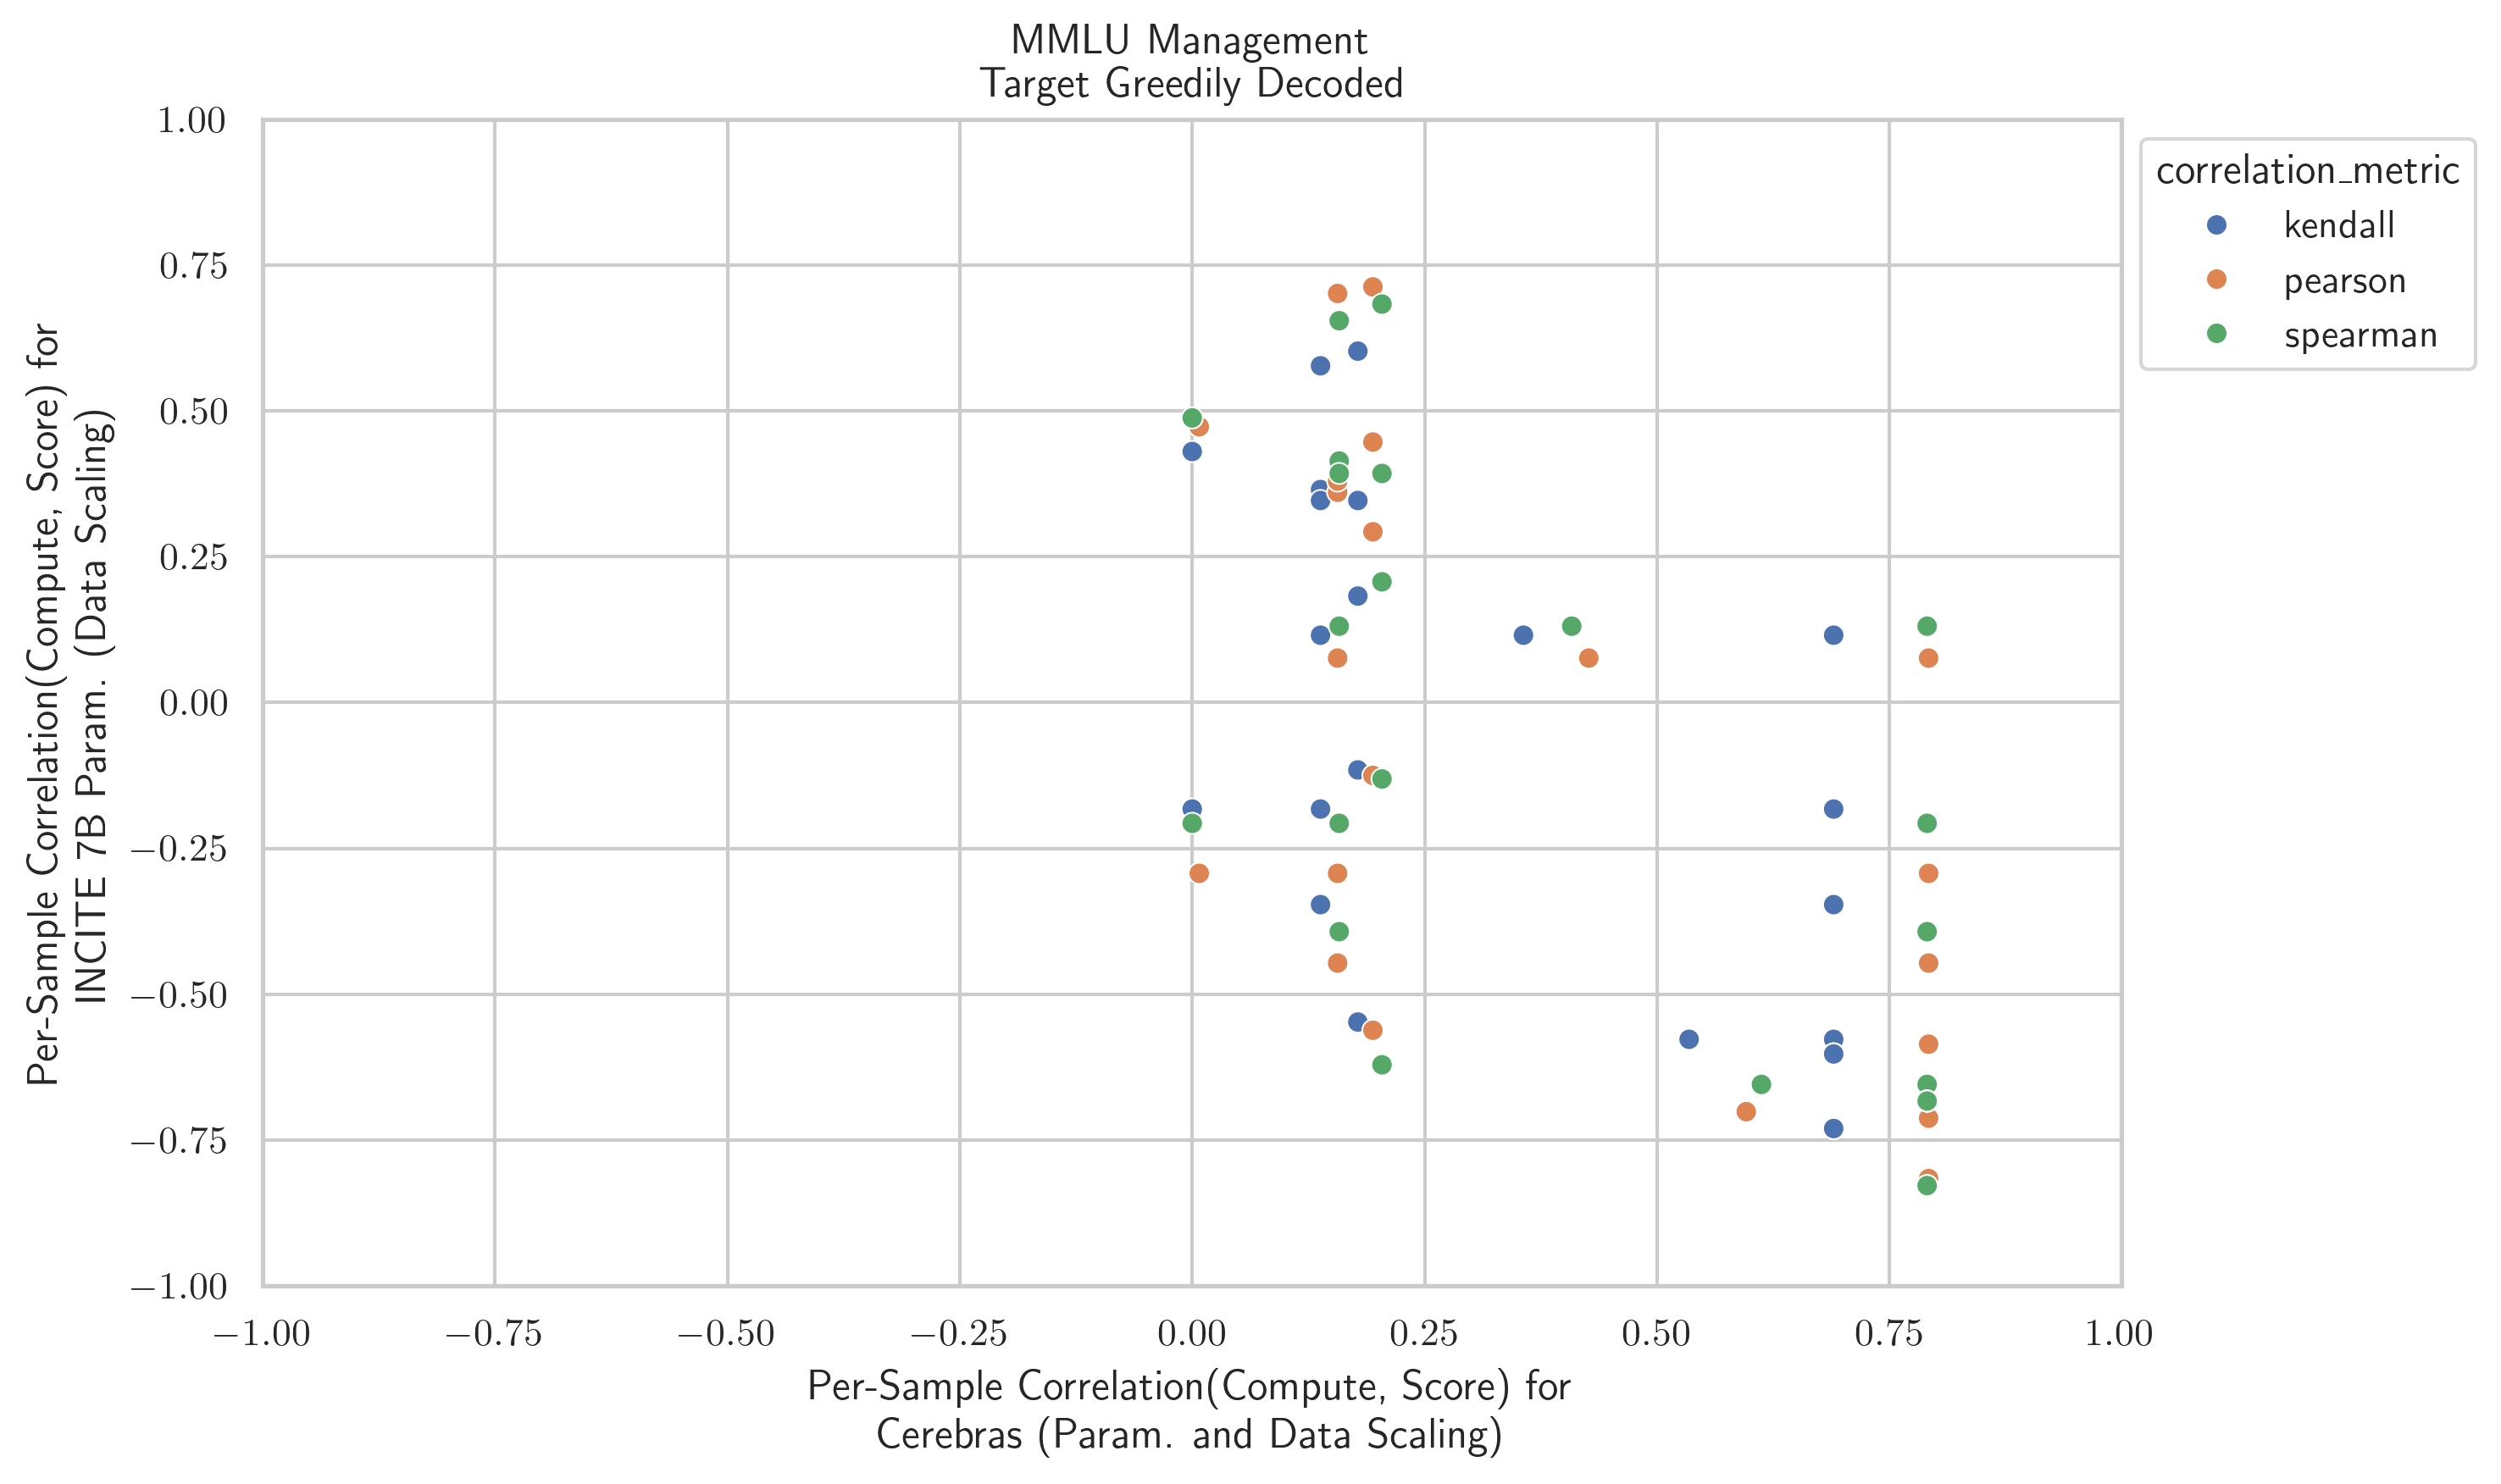 MMLU Management
Target Greedily Decoded
1.00
0.75
0.50
0.25
0.00
−0.25
−0.50
−0.75
−1.00
Per-Sample Correlation(Compute, Score) for
INCITE 7B Param. (Data Scaling)
correlation_metric
kendall
pearson
spearman
−1.00 −0.75 −0.50 −0.25 0.00 0.25 0.50 0.75 1.00
Per-Sample Correlation(Compute, Score) for
Cerebras (Param. and Data Scaling)